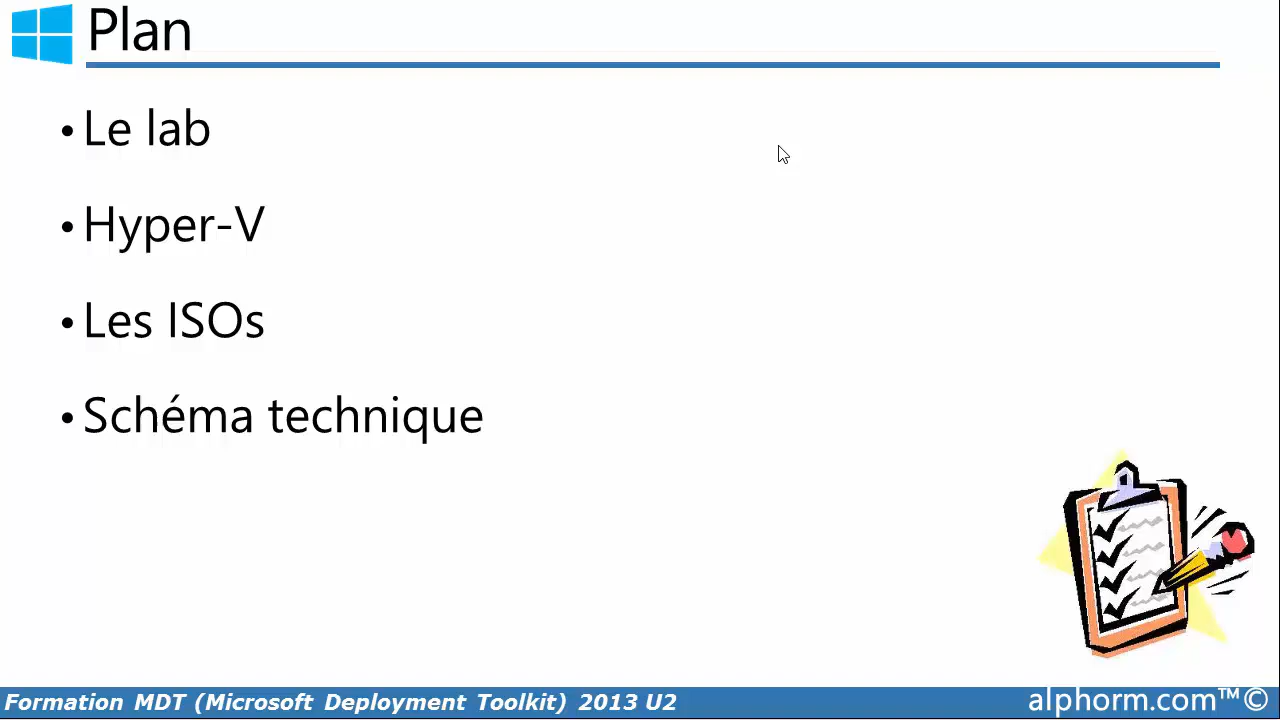 Plan
• Le lab
• Hyper-V
• Les ISOs
• Schéma technique
Formation MDT (Microsoft Deployment Toolkit) 2013 U2
alphorm.com™©